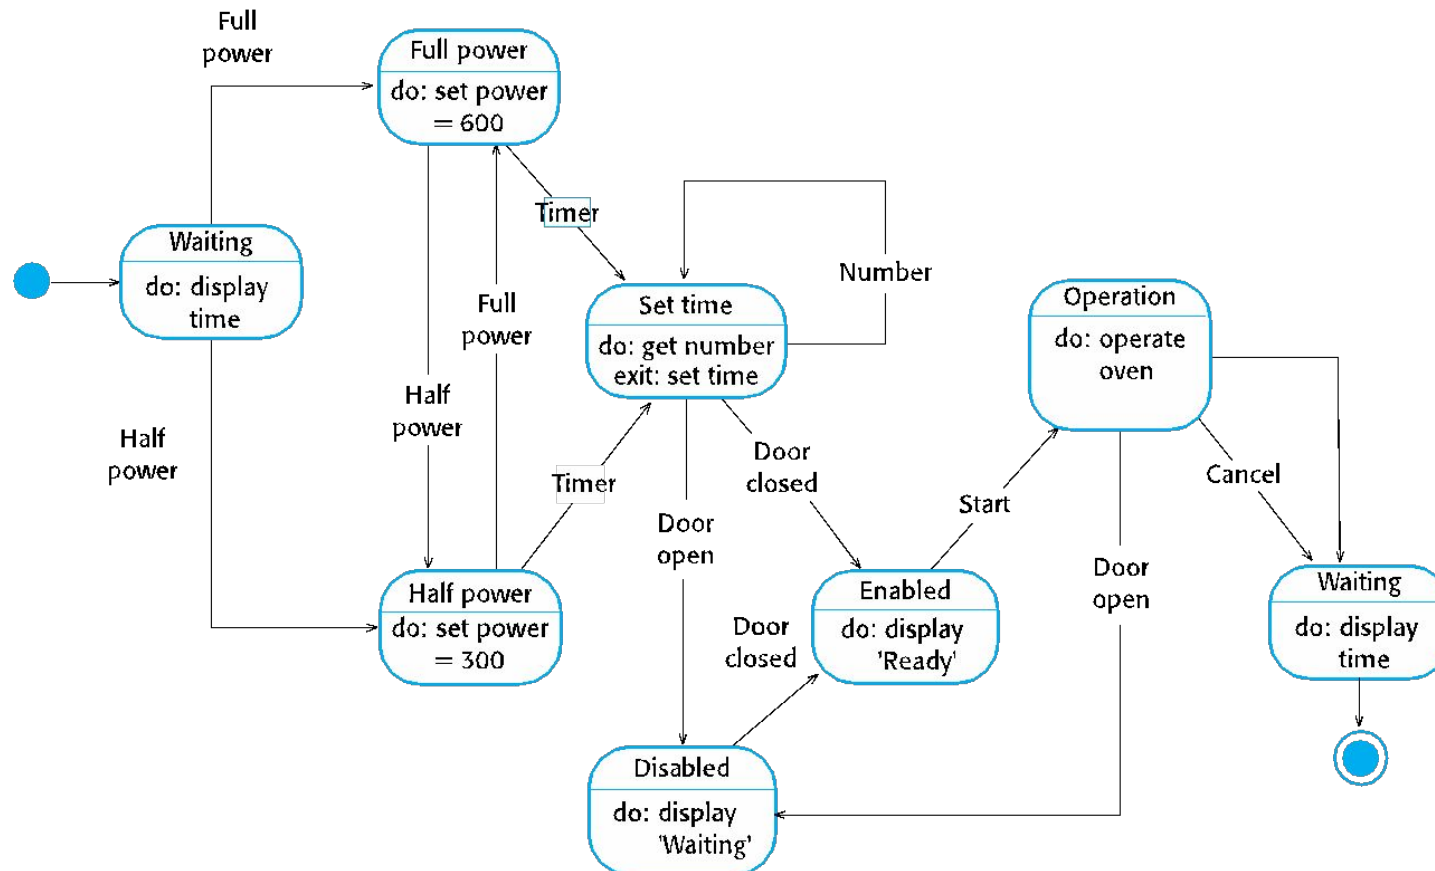 Full
power
Full power
do: set power
= 600
Timer
Waiting
do: display
time
Number
Full
power
Set time
do: get number
exit: set time
Operation
do: operate
oven
Half
power
Half
power
Timer
Door
closed
Cancel
Start
Door
open
Door
open
Half power
do: set power
= 300
Enabled
do: display
'Ready'
Waiting
do: display
time
Door
closed
Disabled
do: display
'Waiting'